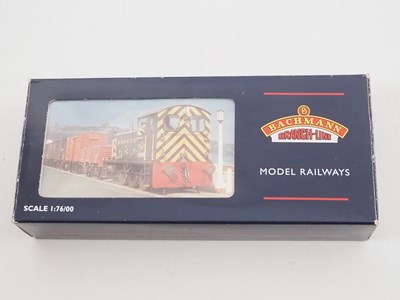 BACHMANN
BRANCH-LINE
MODEL RAILWAYS
SCALE 1:76/00